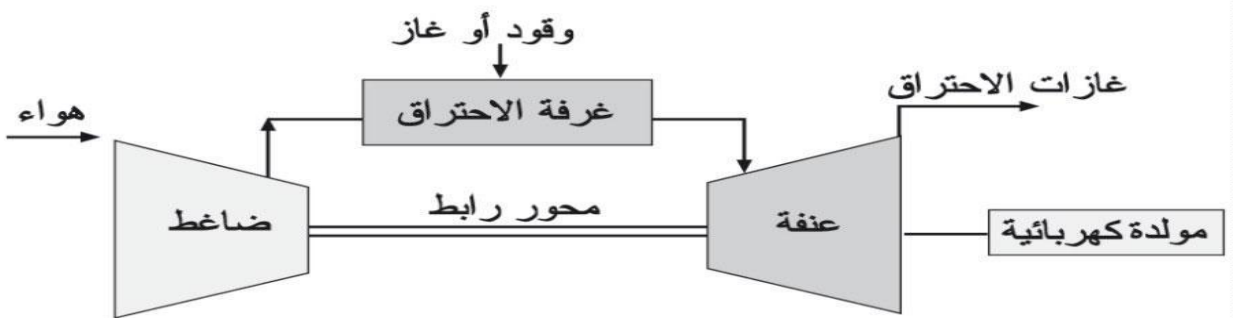 وقود أو غاز
غازات الاحتراق
هواء
غرفة الاحتراق
محور رابط
ضاغط
عنفة
مولدة كهربائية